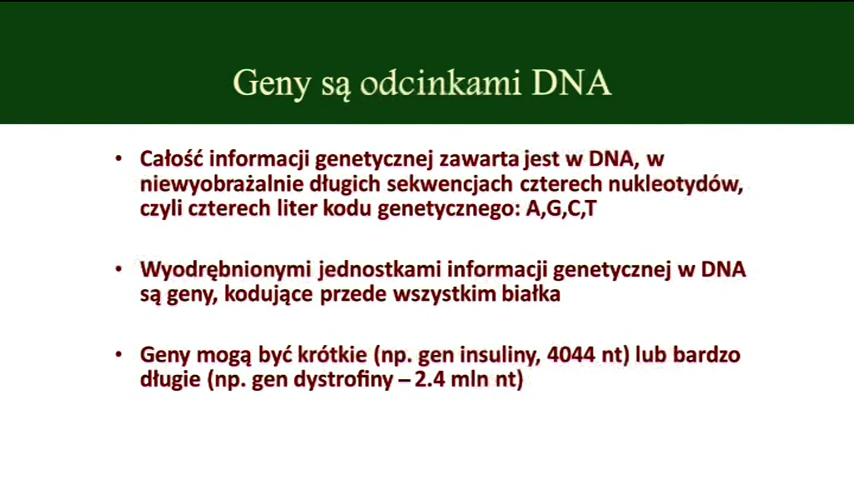 Geny są odcinkami DNA
• Całość informacji genetycznej zawarta jest w DNA, w
niewyobrażalnie długich sekwencjach czterech nukleotydów,
czyli czterech liter kodu genetycznego: A,G,C,T
• Wyodrębnionymi jednostkami informacji genetycznej w DNA
są geny, kodujące przede wszystkim białka
• Geny mogą być krótkie (np. gen insuliny, 4044 nt) lub bardzo
długie (np. gen dystrofiny – 2.4 mln nt)